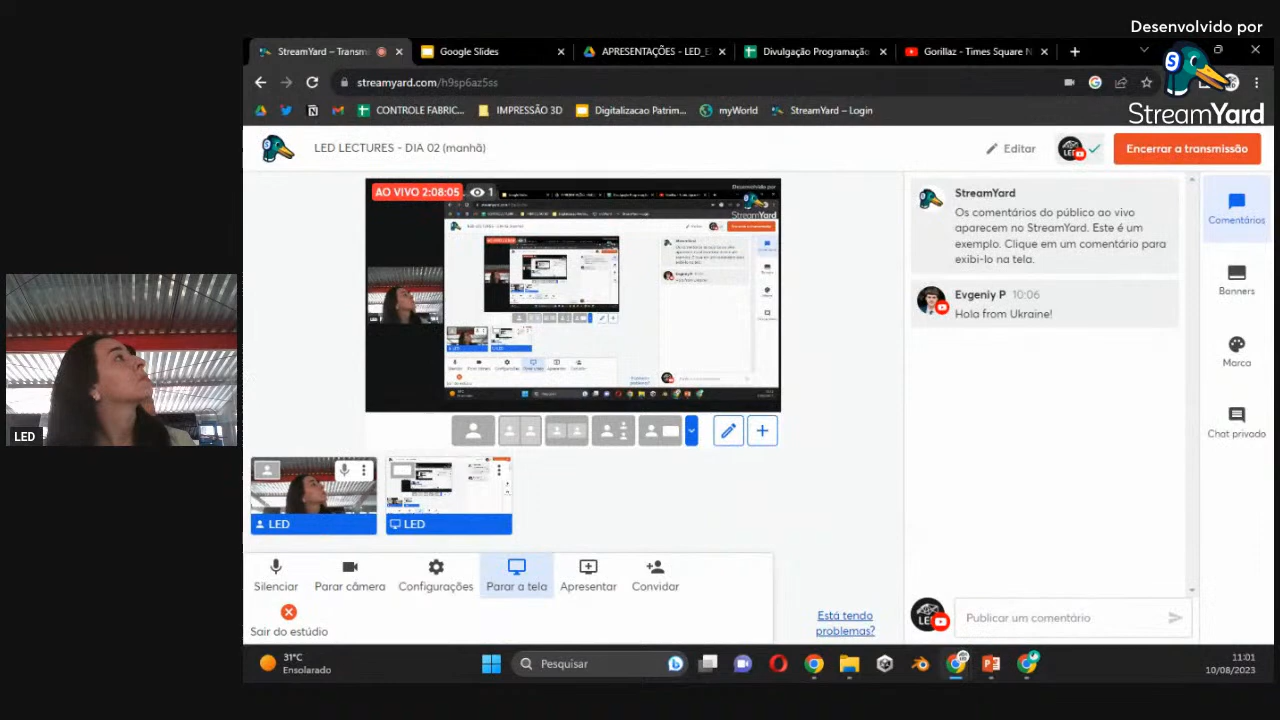 Desenvolvido por
StreamYard
StreamYard – Transm
Google Slides
APRESENTAÇÕES - LED_E
Divulgação Programação
Gorillaz - Times Square N
streamyard.com/h9sp6az5ss
CONTROLE FABRIC...
IMPRESSÃO 3D
Digitalizacao Patrim...
myWorld
StreamYard – Login
LED LECTURES - DIA 02 (manhã)
Editar
Encerrar a transmissão
AO VIVO 2:08:05
1
StreamYard
Os comentários do público ao vivo
aparecem no StreamYard. Este é um
exemplo. Clique em um comentário para
exibi-lo na tela.
Evgeniy P 10:06
Hola from Ukraine!
Comentários
Banners
Marca
Chat privado
LED
LED
LED
Silenciar
Parar câmera
Configurações
Parar a tela
Apresentar
Convidar
Sair do estúdio
Está tendo
problemas?
Publicar um comentário
31°C
Ensolarado
Pesquisar
11:01
10/08/2023